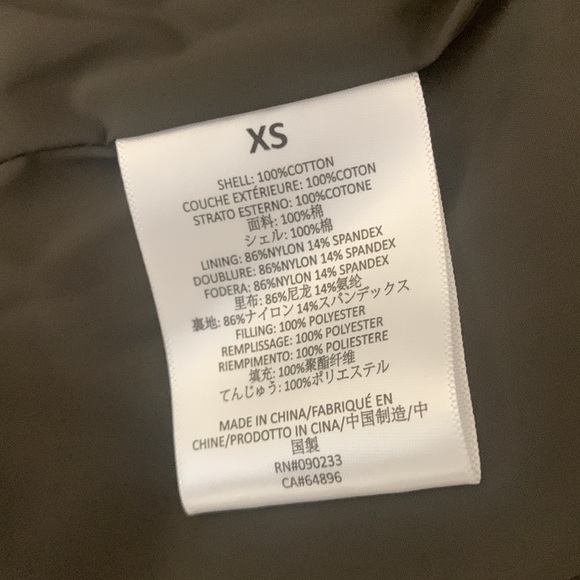 XS
SHELL: 100%COTTON
COUCHE EXTÉRIEURE: 100%COTON
STRATO ESTERNO: 100%COTONE
面料: 100%棉
シェル: 100%棉
LINING: 86%NYLON 14% SPANDEX
DOUBLURE: 86%NYLON 14% SPANDEX
FODERA: 86%NYLON 14% SPANDEX
里布: 86%尼龙 14%氨纶
裏地: 86%ナイロン 14%スパンデックス
FILLING: 100% POLYESTER
REMPLISSAGE: 100% POLYESTER
RIEMPIMENTO: 100% POLIESTERE
填充: 100%聚酯纤维
てんじゅう: 100%ポリエステル
MADE IN CHINA/FABRIQUÉ EN
CHINE/PRODOTTO IN CINA/中国制造/中
国製
RN#090233
CA#64896